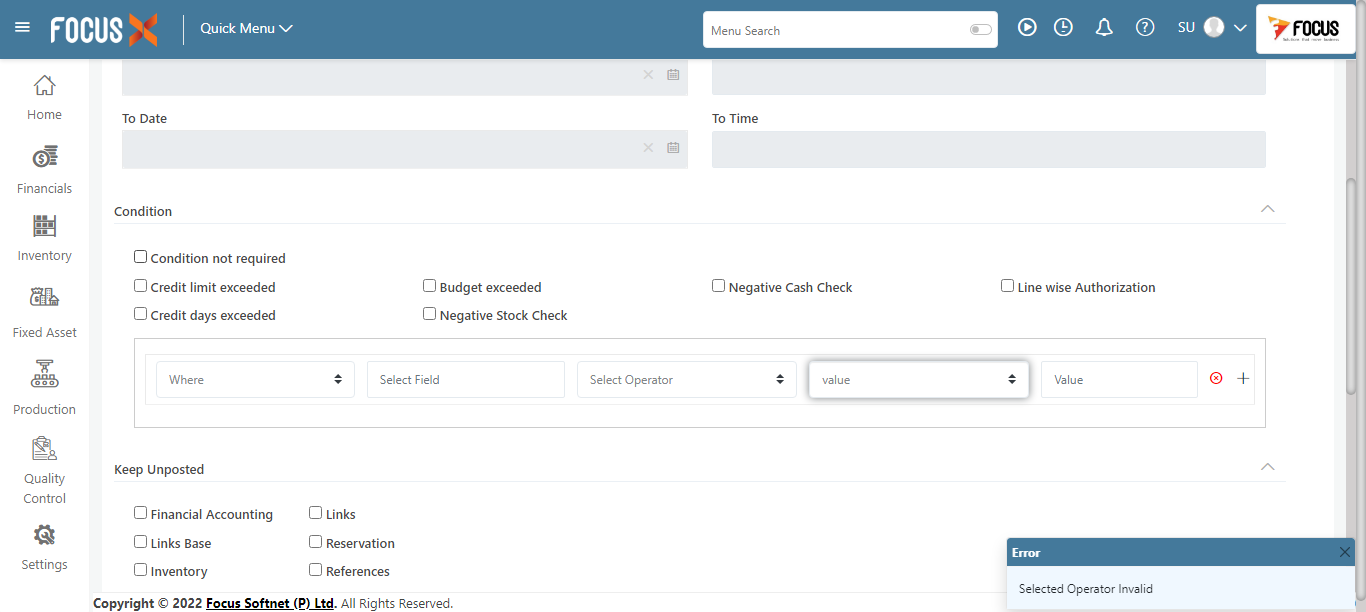 FOCUS X
Quick Menu
Menu Search
SU
FOCUS
Home
Financials
Inventory
Fixed Asset
Production
Quality
Control
Settings
To Date
To Time
Condition
Condition not required
Credit limit exceeded
Budget exceeded
Negative Cash Check
Line wise Authorization
Credit days exceeded
Negative Stock Check
Where
Select Field
Select Operator
value
Value
Keep Unposted
Financial Accounting
Links
Links Base
Reservation
Inventory
References
Error
Selected Operator Invalid
Copyright © 2022 Focus Softnet (P) Ltd. All Rights Reserved.